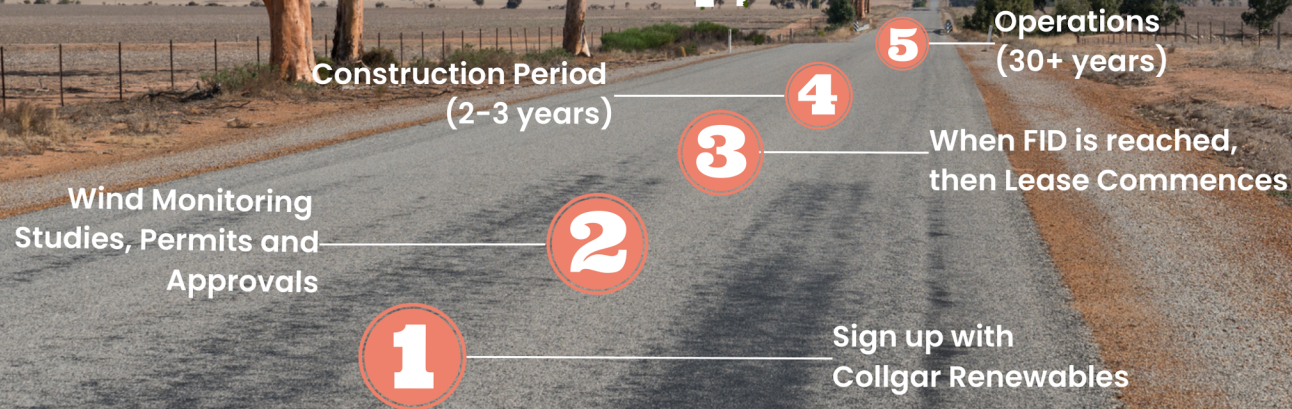 5
Operations
(30+ years)
Construction Period
(2-3 years)
4
3
When FID is reached,
then Lease Commences
Wind Monitoring
Studies, Permits and
Approvals
2
1
Sign up with
Collgar Renewables